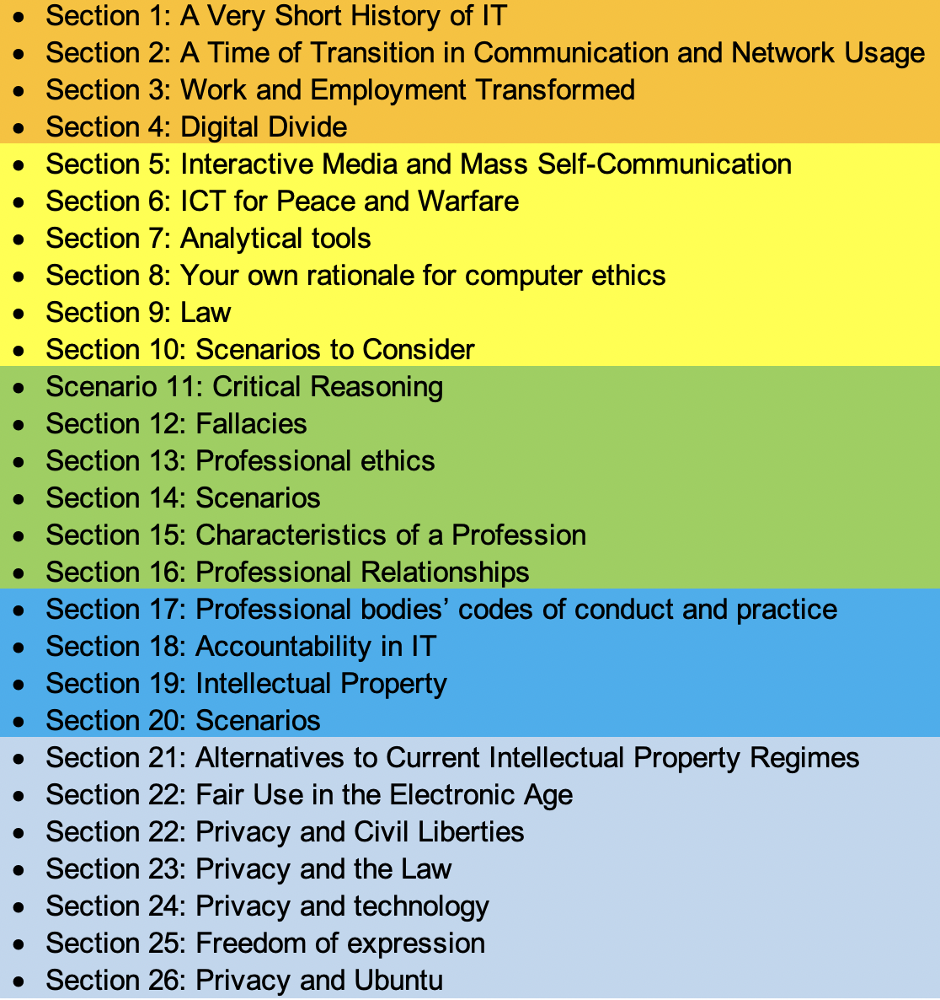 • Section 1: A Very Short History of IT
• Section 2: A Time of Transition in Communication and Network Usage
• Section 3: Work and Employment Transformed
• Section 4: Digital Divide
• Section 5: Interactive Media and Mass Self-Communication
• Section 6: ICT for Peace and Warfare
• Section 7: Analytical tools
• Section 8: Your own rationale for computer ethics
• Section 9: Law
• Section 10: Scenarios to Consider
• Scenario 11: Critical Reasoning
• Section 12: Fallacies
• Section 13: Professional ethics
• Section 14: Scenarios
• Section 15: Characteristics of a Profession
• Section 16: Professional Relationships
• Section 17: Professional bodies’ codes of conduct and practice
• Section 18: Accountability in IT
• Section 19: Intellectual Property
• Section 20: Scenarios
• Section 21: Alternatives to Current Intellectual Property Regimes
• Section 22: Fair Use in the Electronic Age
• Section 22: Privacy and Civil Liberties
• Section 23: Privacy and the Law
• Section 24: Privacy and technology
• Section 25: Freedom of expression
• Section 26: Privacy and Ubuntu